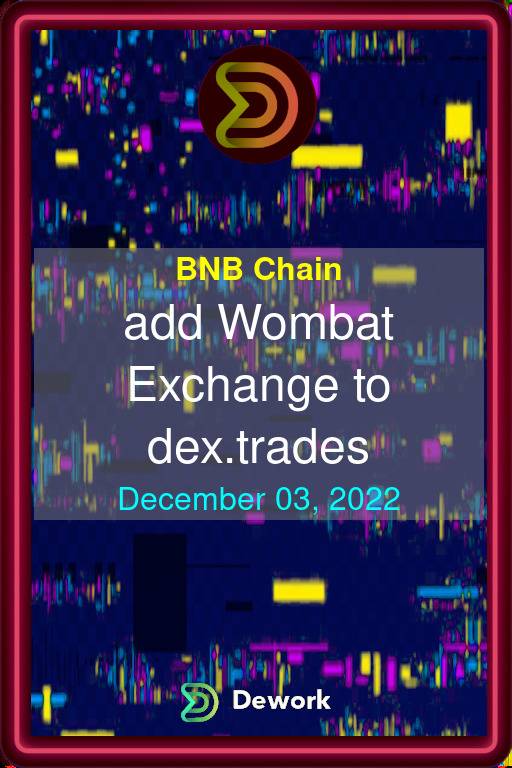 BNB Chain
add Wombat
Exchange to
dex.trades
December 03, 2022
Dework